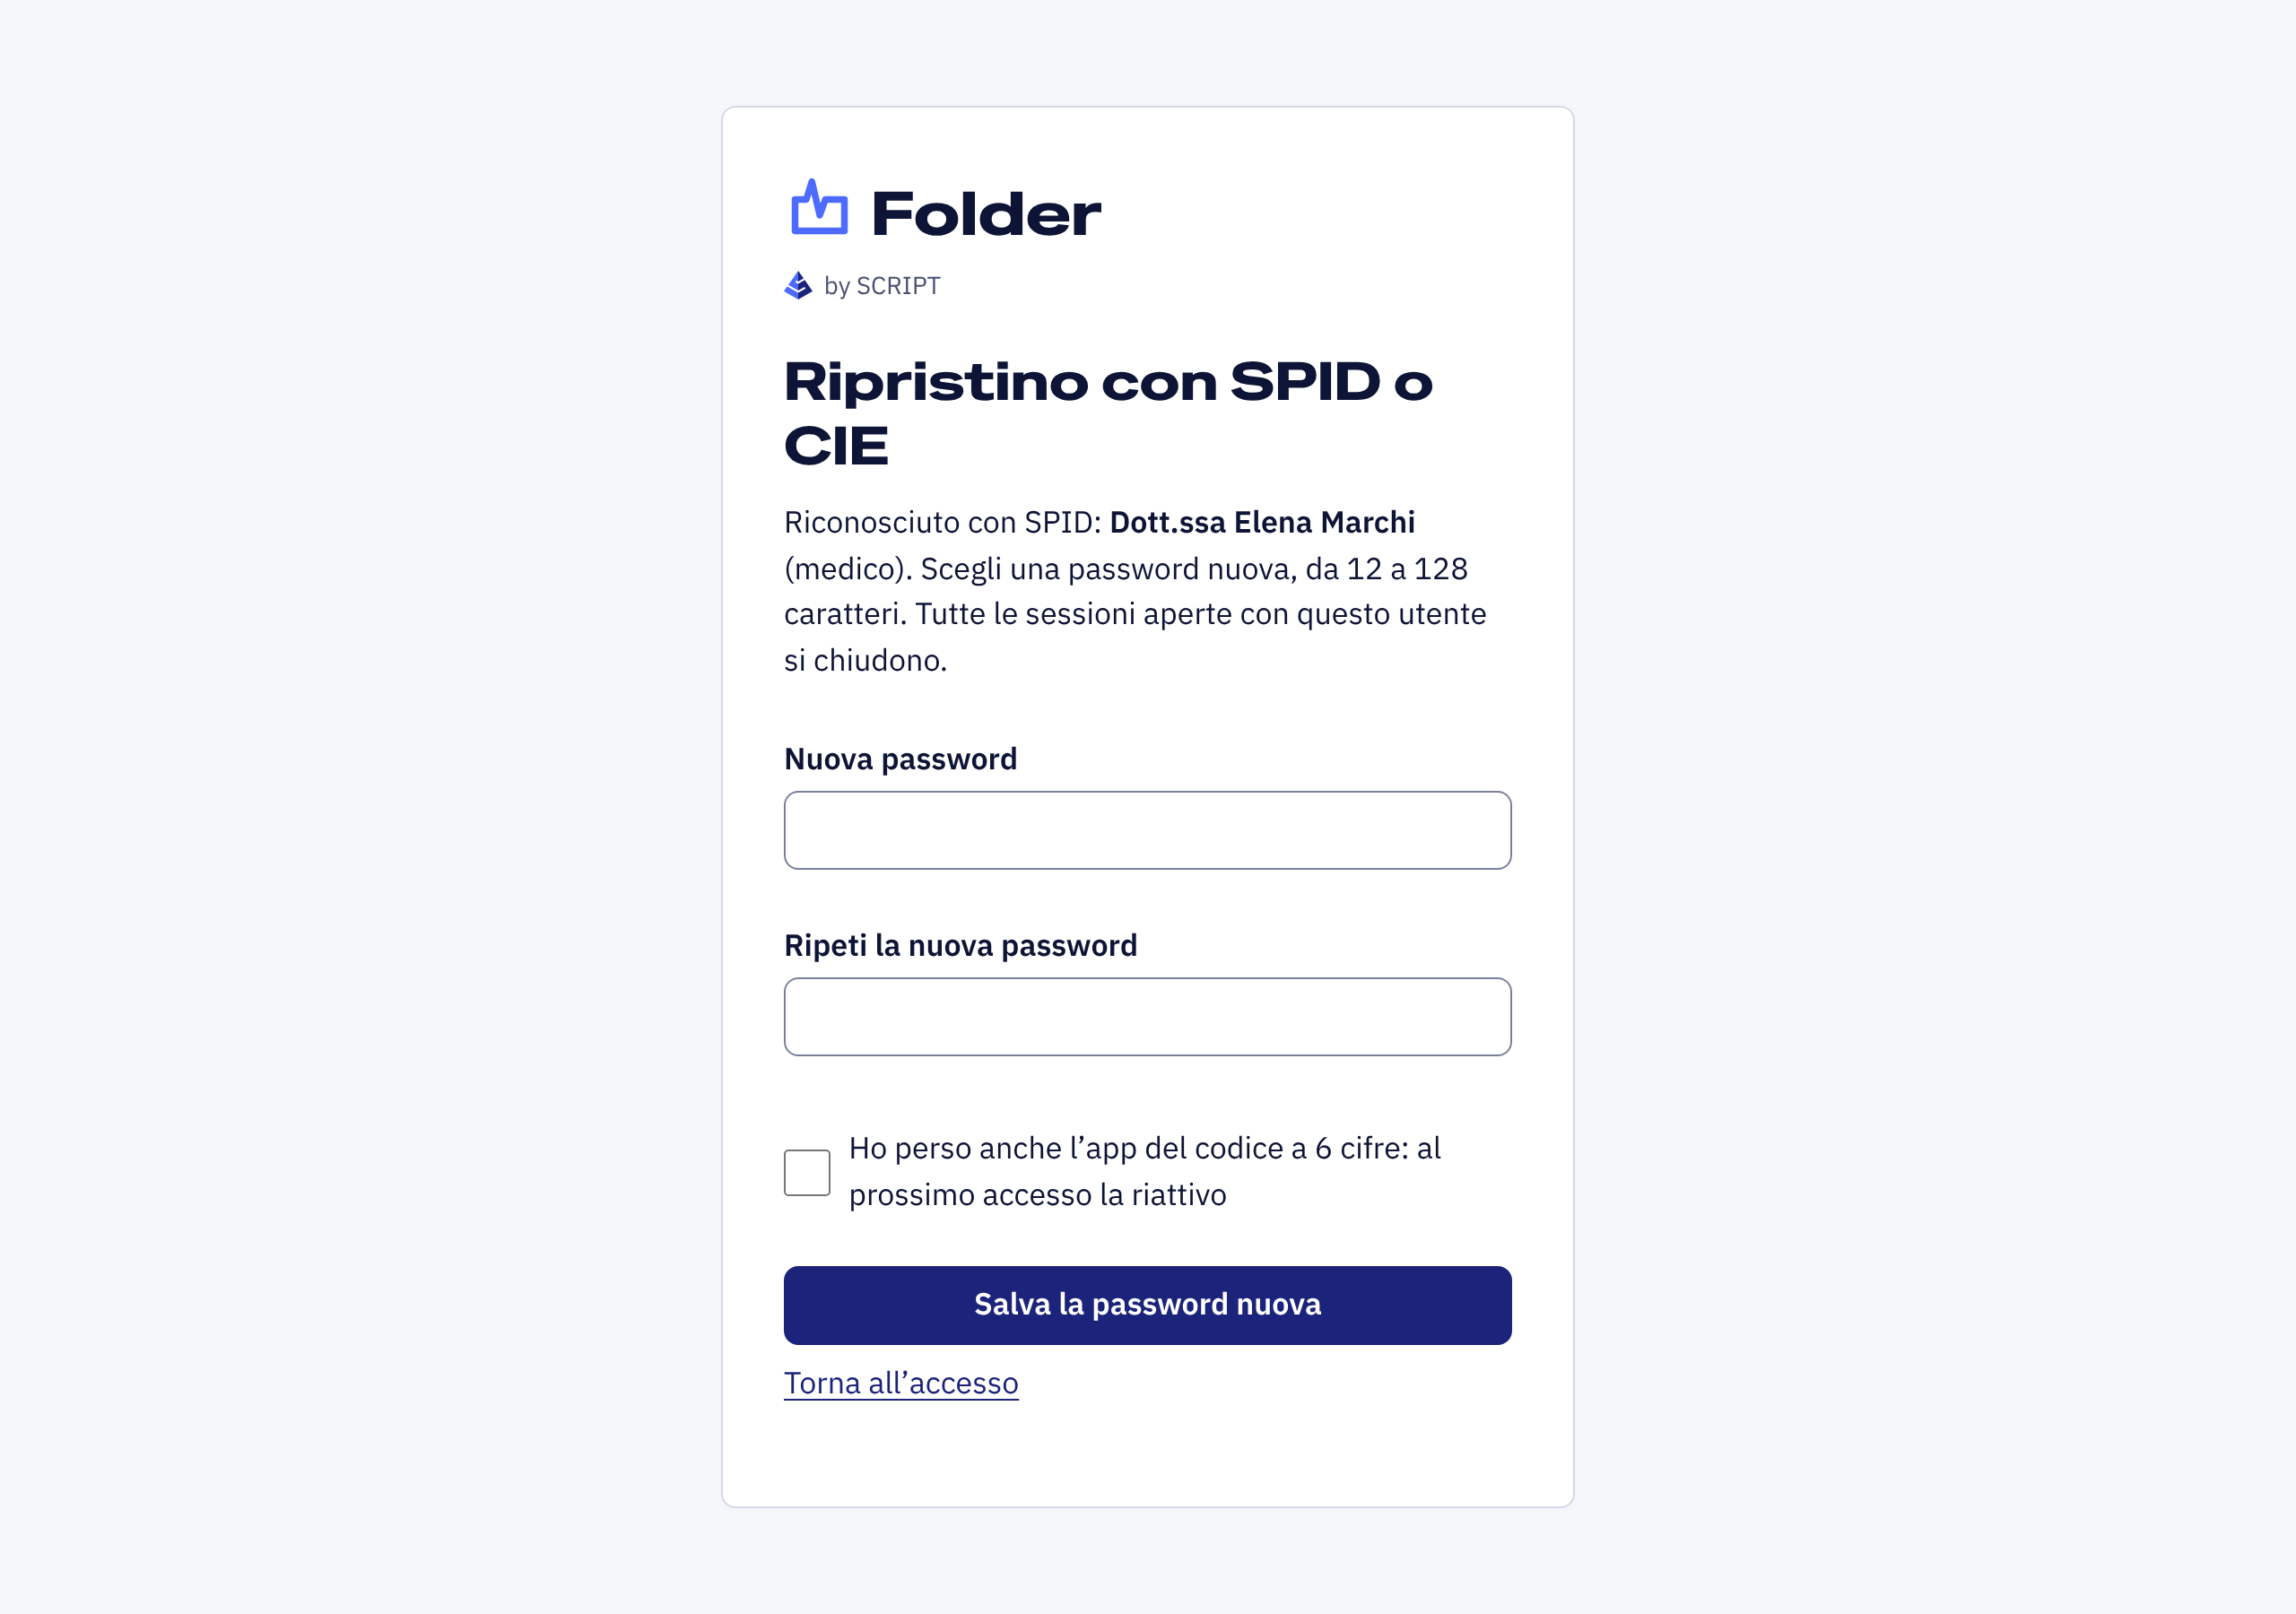 Folder
by SCRIPT
Ripristino con SPID o
CIE
Riconosciuto con SPID: Dott.ssa Elena Marchi
(medico). Scegli una password nuova, da 12 a 128
caratteri. Tutte le sessioni aperte con questo utente
si chiudono.
Nuova password
Ripeti la nuova password
Ho perso anche l’app del codice a 6 cifre: al
prossimo accesso la riattivo
Salva la password nuova
Torna all’accesso